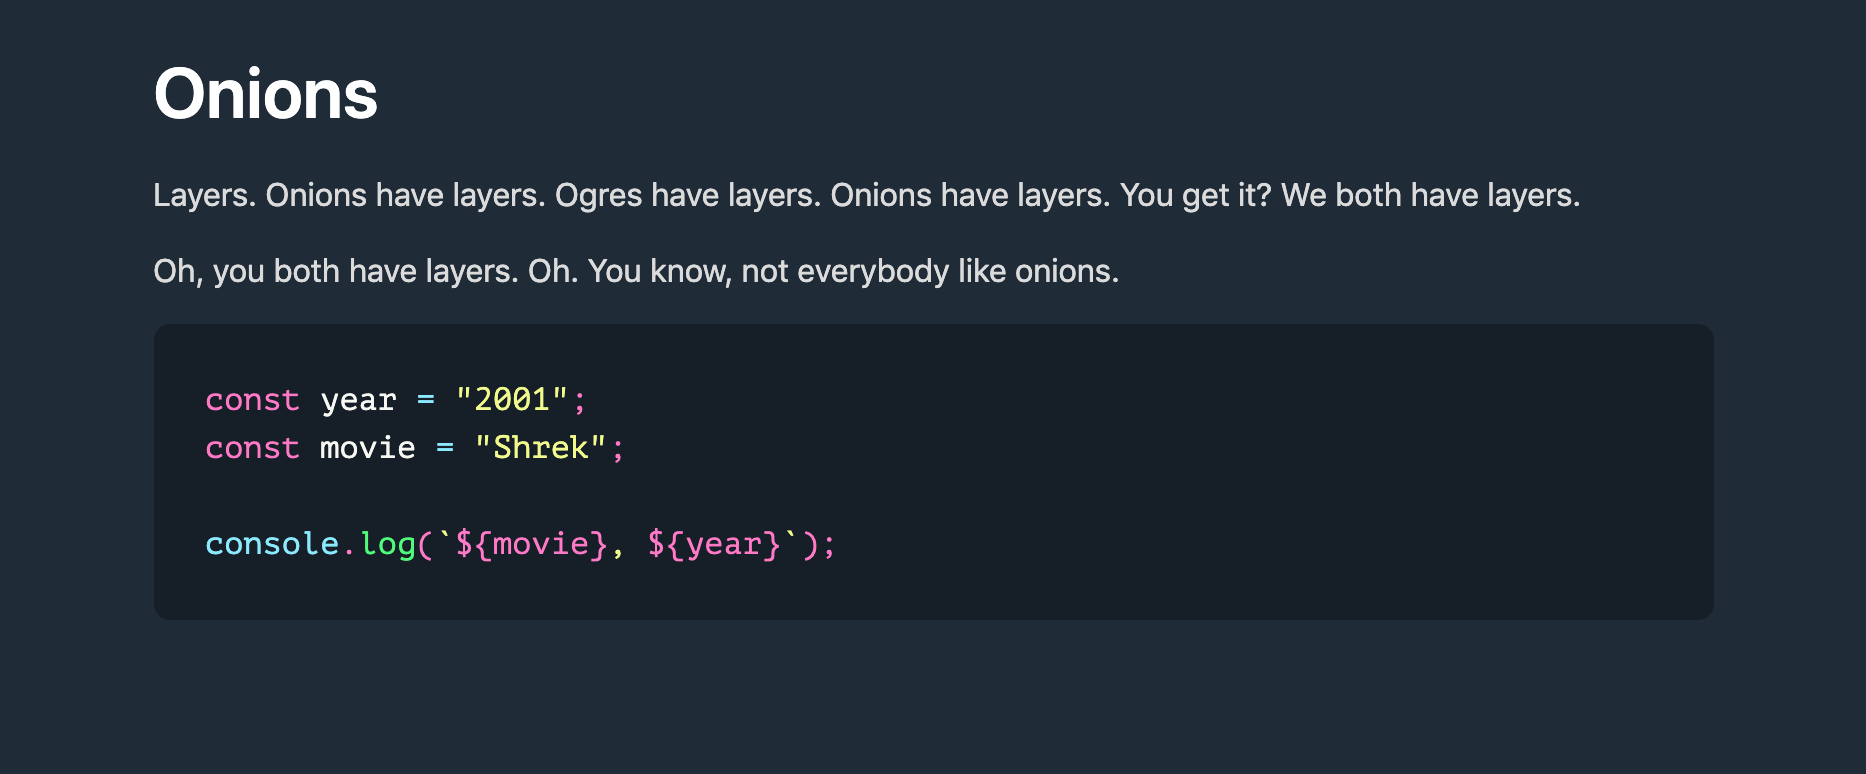 Onions
Layers. Onions have layers. Ogres have layers. Onions have layers. You get it? We both have layers.
Oh, you both have layers. Oh. You know, not everybody like onions.
const year = "2001";
const movie = "Shrek";
console.log(`${movie}, ${year}`);